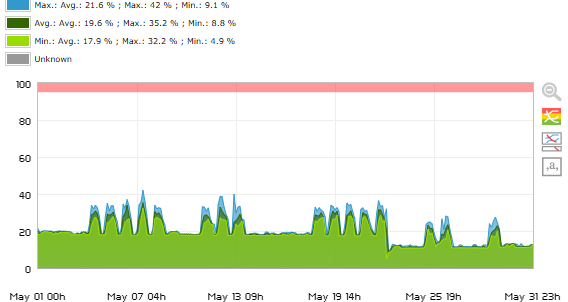 Max.: Avg.: 21.6 % ; Max.: 42 % ; Min.: 9.1 %
Avg.: Avg.: 19.6 % ; Max.: 35.2 % ; Min.: 8.8 %
Min.: Avg.: 17.9 % ; Max.: 32.2 % ; Min.: 4.9 %
Unknown
100
80
60
40
20
0
May 01 00h May 07 04h May 13 09h May 19 14h May 25 19h May 31 23h
,a,